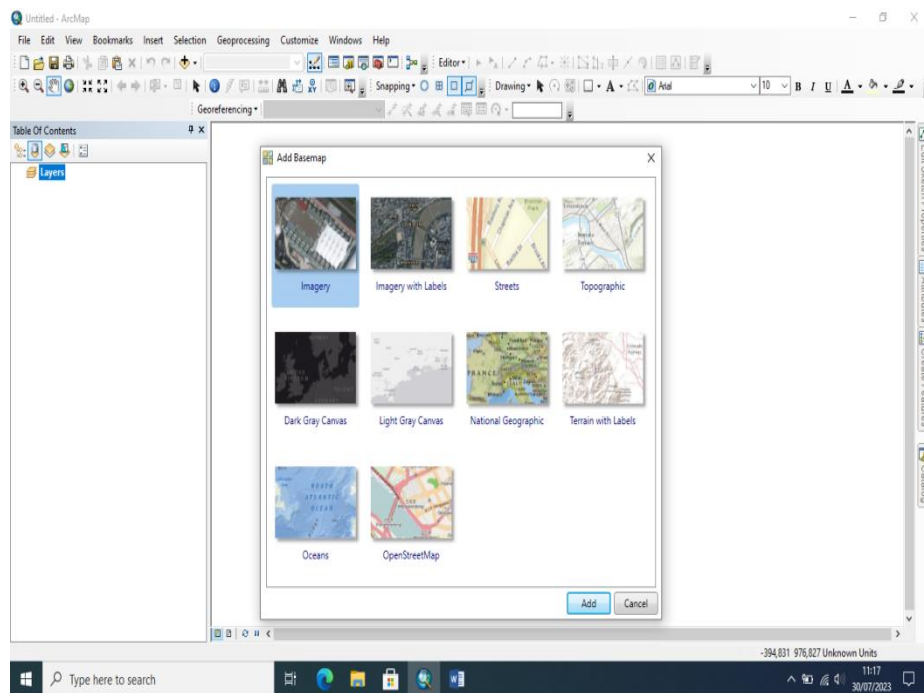 Untitled - ArcMap
File Edit View Bookmarks Insert Selection Geoprocessing Customize Windows Help
Editor
Snapping Drawing Arial 10 B I U A
Georeferencing
Table Of Contents
Layers
Add Basemap
Imagery Imagery with Labels Streets Topographic
Dark Gray Canvas Light Gray Canvas National Geographic Terrain with Labels
Oceans OpenStreetMap
Add Cancel
-394,831 976,827 Unknown Units
Type here to search
11:17
30/07/2023